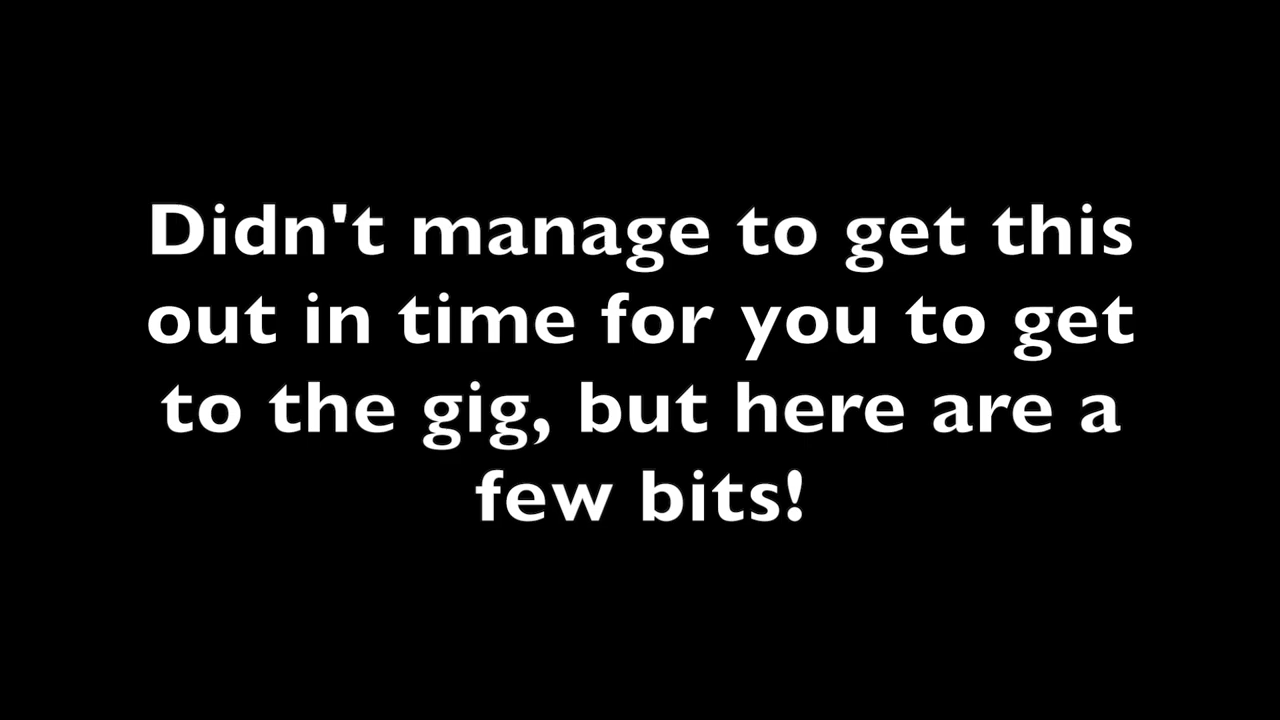 Didn't manage to get this
out in time for you to get
to the gig, but here are a
few bits!